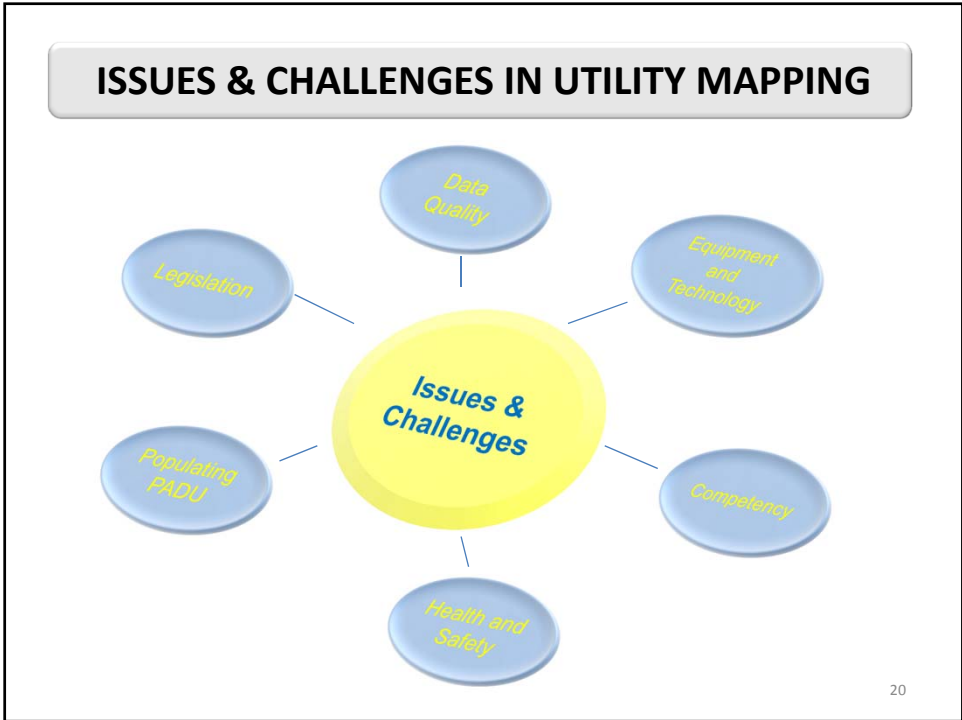 ISSUES & CHALLENGES IN UTILITY MAPPING
Data
Quality
Equipment
and
Technology
Legislation
Issues &
Challenges
Populating
PADU
Competency
Health and
Safety
20